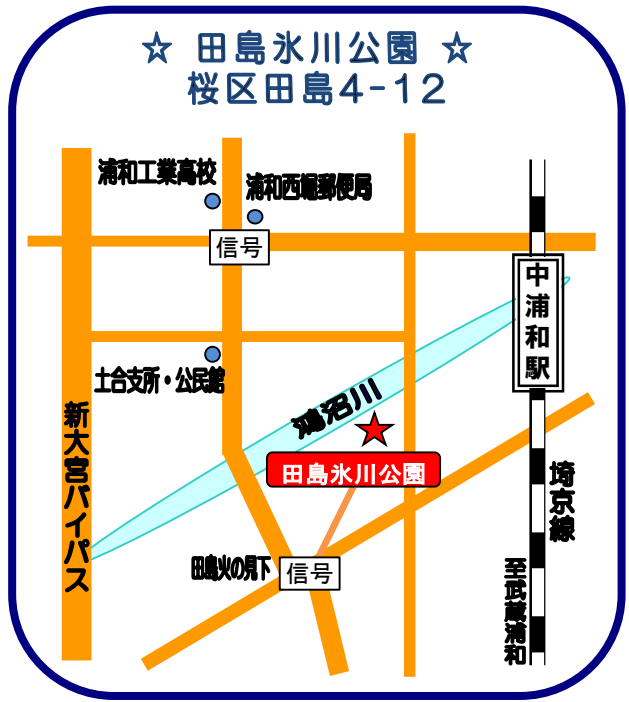 ☆ 田島氷川公園 ☆
桜区田島4-12
浦和工業高校
浦和西堀郵便局
信号
中浦和駅
土合支所・公民館
鴻沼川
新大宮バイパス
田島氷川公園
埼京線
田島火の見下
信号
至武蔵浦和